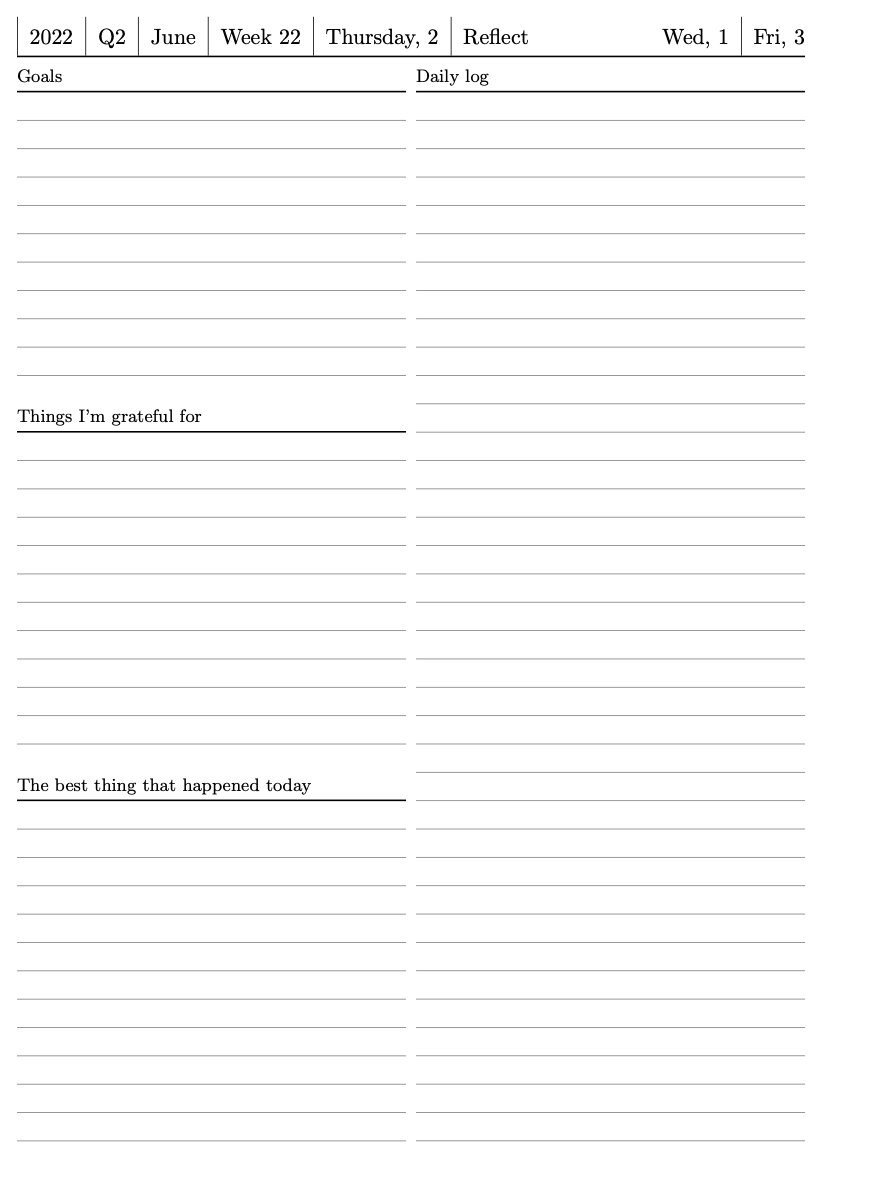 2022 Q2 June Week 22 Thursday, 2 Reflect Wed, 1 Fri, 3
Goals
Things I'm grateful for
The best thing that happened today
Daily log